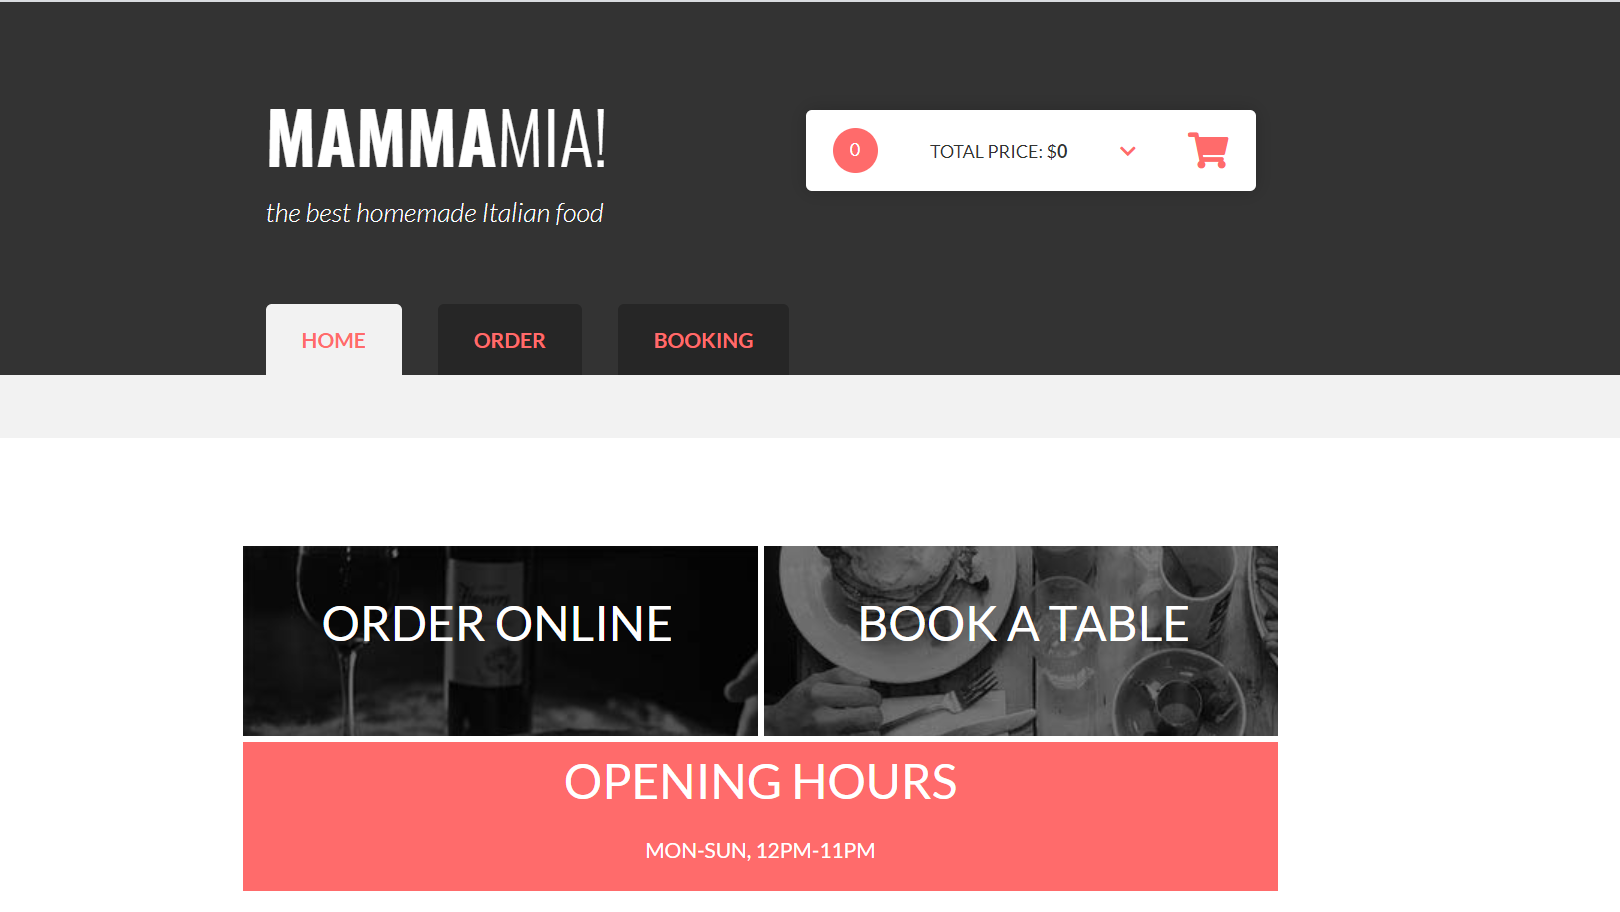 MAMMAMIA!
the best homemade Italian food
0
TOTAL PRICE: $0
HOME
ORDER
BOOKING
ORDER ONLINE
BOOK A TABLE
OPENING HOURS
MON-SUN, 12PM-11PM